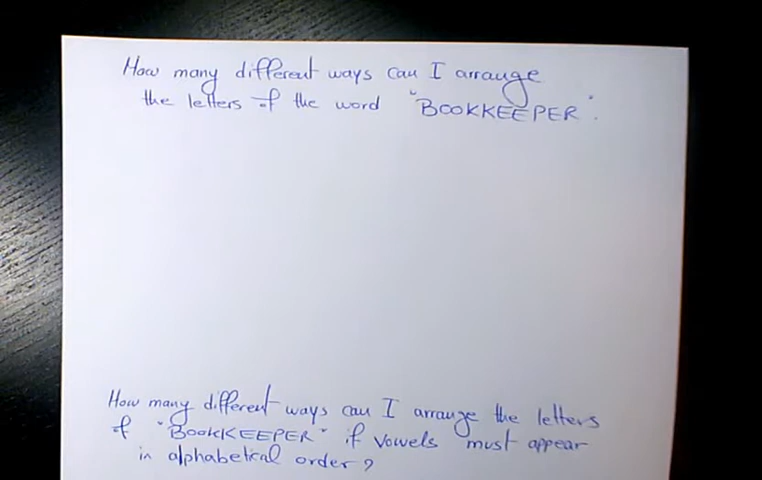 How many different ways can I arrange
the letters of the word "BOOKKEEPER".
How many different ways can I arrange the letters
of "BOOKKEEPER" if vowels must appear
in alphabetical order?